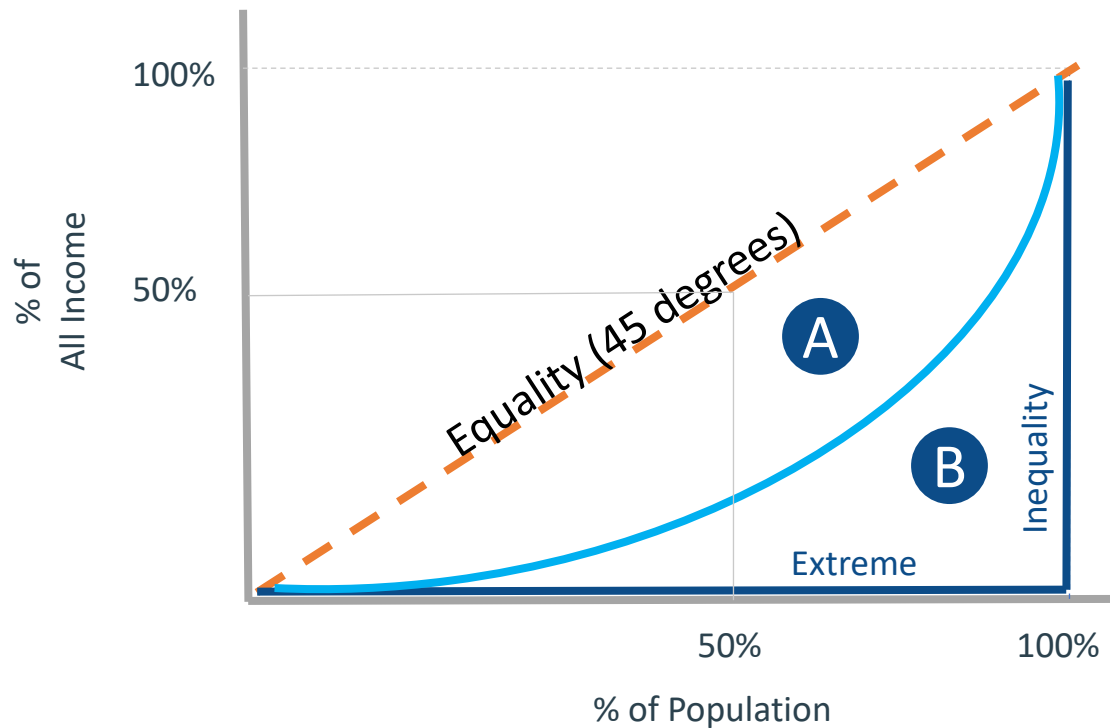 100%
% of
All Income
50%
Equality (45 degrees)
A
B
Inequality
Extreme
50%
100%
% of Population